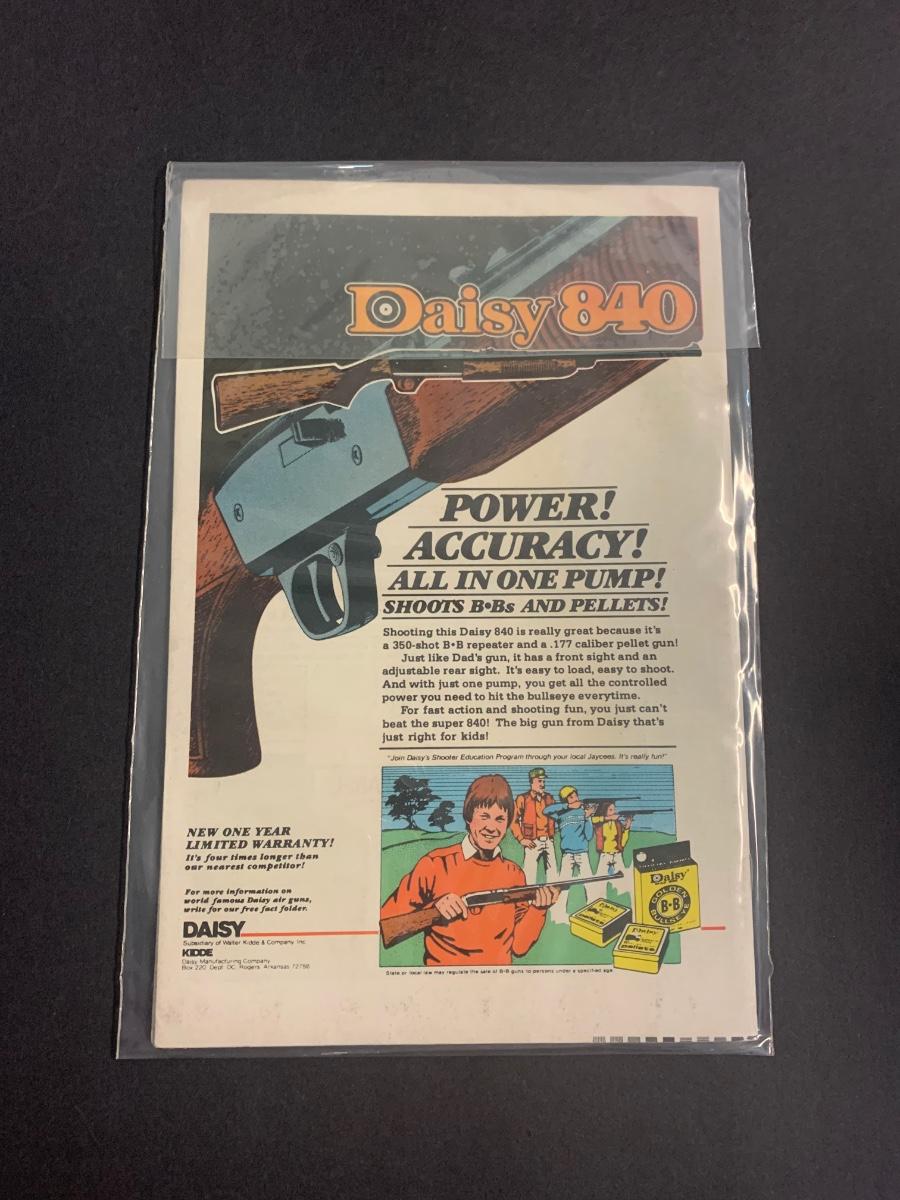 Daisy 840
POWER!
ACCURACY!
ALL IN ONE PUMP!
SHOOTS B•Bs AND PELLETS!
Shooting this Daisy 840 is really great because it's
a 350-shot B•B repeater and a .177 caliber pellet gun!
Just like Dad's gun, it has a front sight and an
adjustable rear sight. It's easy to load, easy to shoot.
And with just one pump, you get all the controlled
power you need to hit the bullseye everytime.
For fast action and shooting fun, you just can't
beat the super 840! The big gun from Daisy that's
just right for kids!
"Join Daisy's Shooter Education Program through your local Jaycees. It's really fun!"
Daisy
GOLDEN
B•B
BULLSEYE
Daisy
pellets
Daisy
pellets
NEW ONE YEAR
LIMITED WARRANTY!
It's four times longer than
our nearest competitor!
For more information on
world famous Daisy air guns,
write for our free fact folder.
DAISY
Subsidiary of Walter Kidde & Company Inc
KIDDE
Daisy Manufacturing Company
Box 220 Dept DC, Rogers, Arkansas 72756
State or local law may regulate the sale of B•B guns to persons under a specified age.